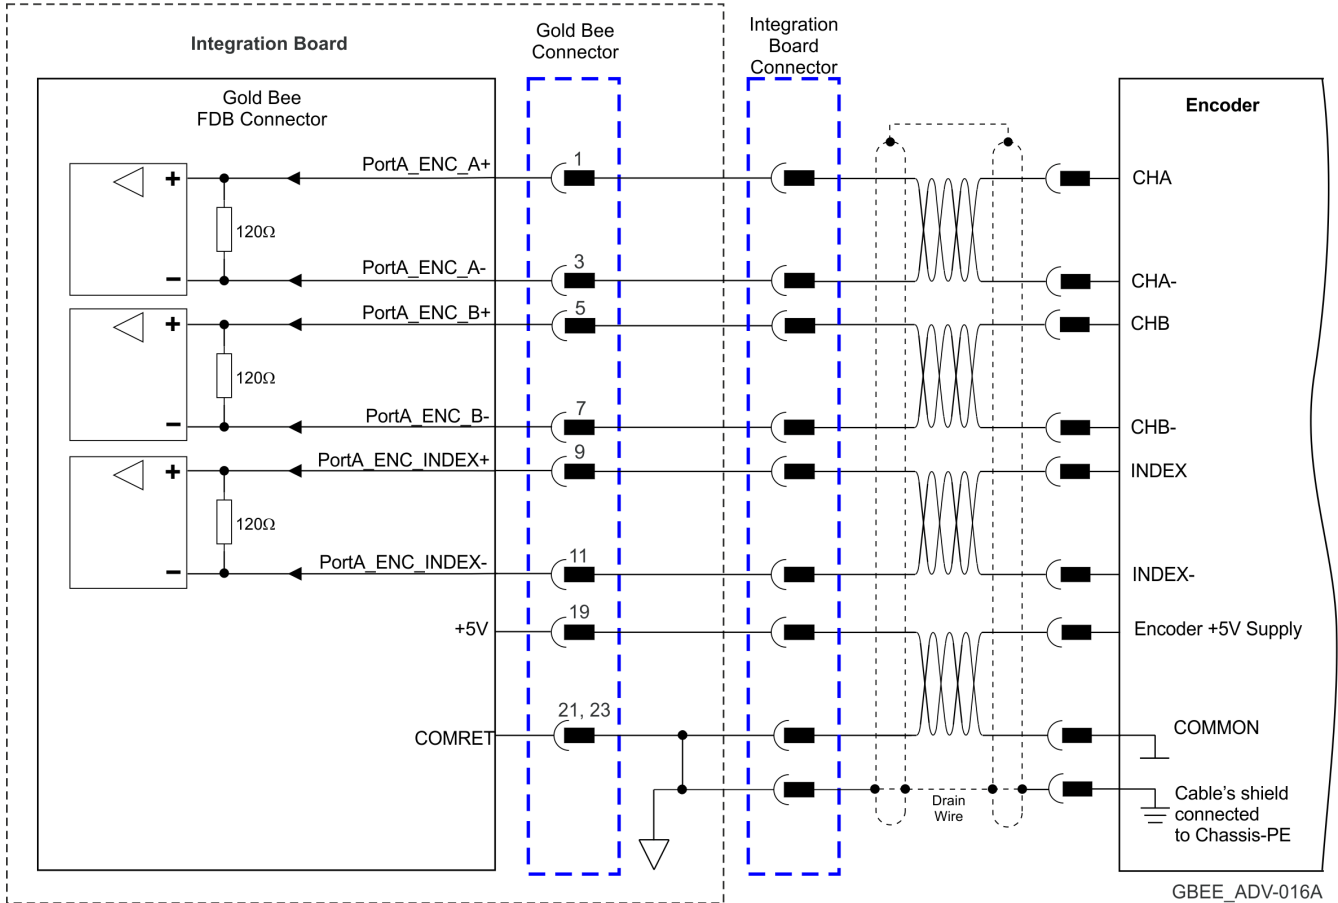 Integration Board
Gold Bee
Connector
Integration
Board
Connector
Gold Bee
FDB Connector
Encoder
PortA_ENC_A+
1
CHA
+
120Ω
PortA_ENC_A-
3
CHA-
−
PortA_ENC_B+
5
CHB
+
120Ω
PortA_ENC_B-
7
CHB-
−
PortA_ENC_INDEX+
9
INDEX
+
120Ω
PortA_ENC_INDEX-
11
INDEX-
−
+5V
19
Encoder +5V Supply
COMRET
21, 23
COMMON
Drain
Wire
Cable's shield
connected
to Chassis-PE
GBEE_ADV-016A